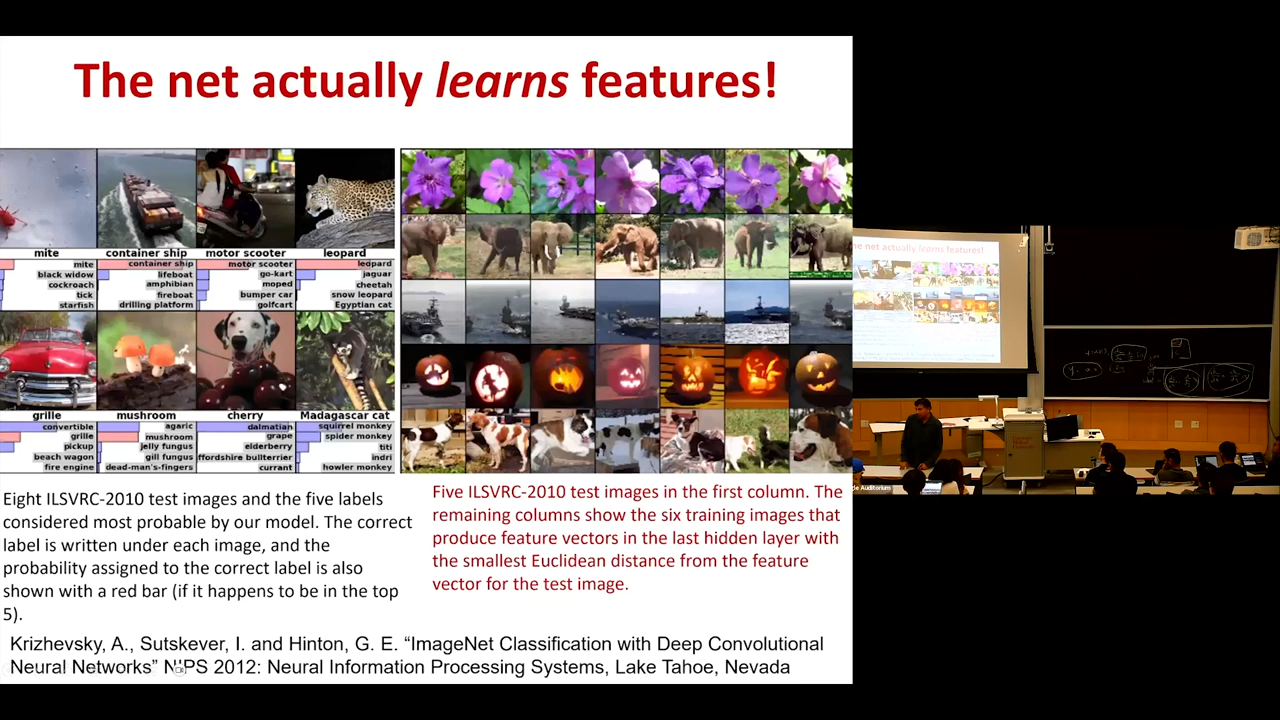 The net actually learns features!
mite
container ship
motor scooter
leopard
mite
black widow
cockroach
tick
starfish
container ship
lifeboat
amphibian
fireboat
drilling platform
motor scooter
go-kart
moped
bumper car
golfcart
leopard
jaguar
cheetah
snow leopard
Egyptian cat
grille
mushroom
cherry
Madagascar cat
convertible
grille
pickup
beach wagon
fire engine
agaric
mushroom
jelly fungus
gill fungus
dead-man's-fingers
dalmatian
grape
elderberry
ffordshire bullterrier
currant
squirrel monkey
spider monkey
titi
indri
howler monkey
Eight ILSVRC-2010 test images and the five labels
considered most probable by our model. The correct
label is written under each image, and the
probability assigned to the correct label is also
shown with a red bar (if it happens to be in the top
5).
Five ILSVRC-2010 test images in the first column. The
remaining columns show the six training images that
produce feature vectors in the last hidden layer with
the smallest Euclidean distance from the feature
vector for the test image.
Krizhevsky, A., Sutskever, I. and Hinton, G. E. “ImageNet Classification with Deep Convolutional
Neural Networks” NIPS 2012: Neural Information Processing Systems, Lake Tahoe, Nevada
ne net actually learns features!
de Auditorium